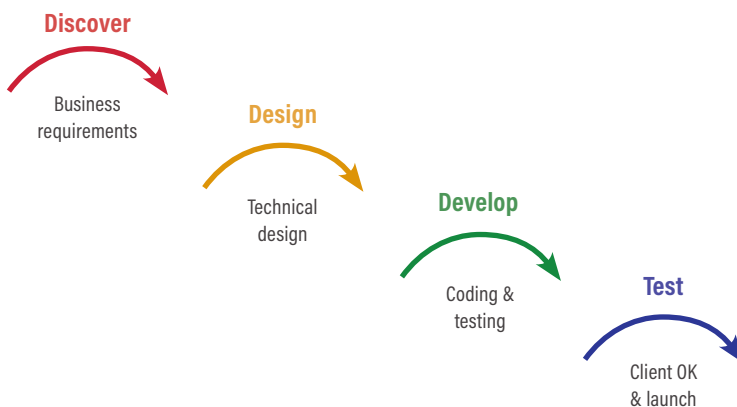 Discover
Business
requirements
Design
Technical
design
Develop
Coding &
testing
Test
Client OK
& launch